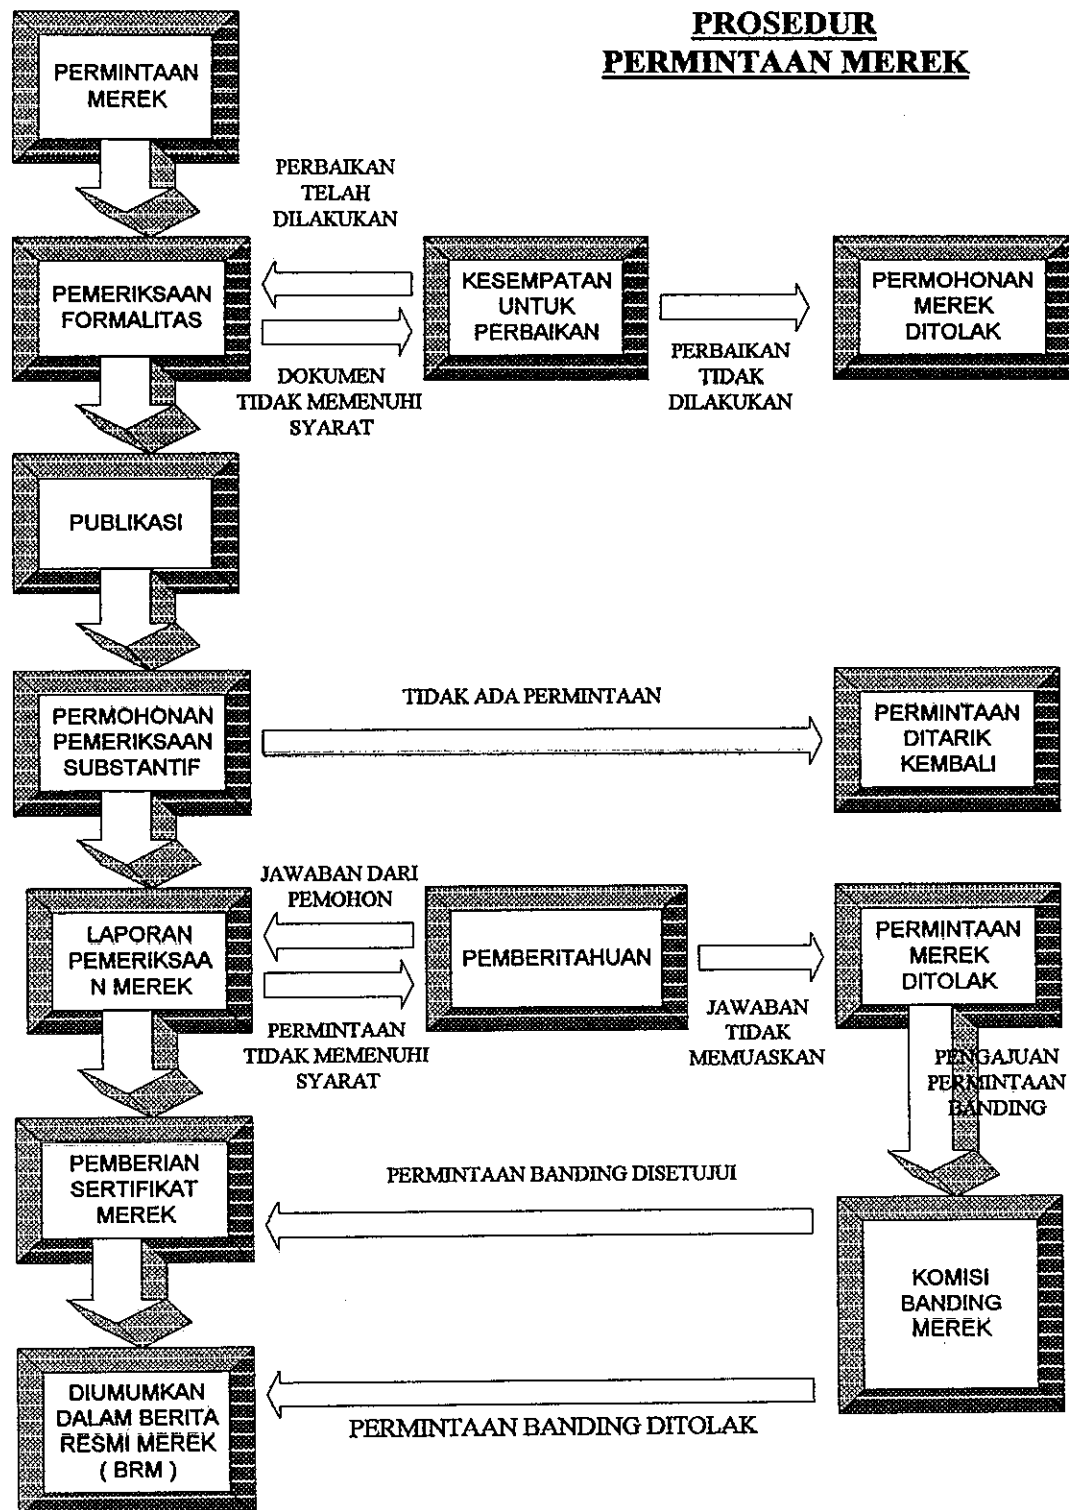 PROSEDUR
PERMINTAAN MEREK
PERMINTAAN
MEREK
PERBAIKAN
TELAH
DILAKUKAN
PEMERIKSAAN
FORMALITAS
KESEMPATAN
UNTUK
PERBAIKAN
PERMOHONAN
MEREK
DITOLAK
DOKUMEN
TIDAK MEMENUHI
SYARAT
PERBAIKAN
TIDAK
DILAKUKAN
PUBLIKASI
PERMOHONAN
PEMERIKSAAN
SUBSTANTIF
TIDAK ADA PERMINTAAN
PERMINTAAN
DITARIK
KEMBALI
JAWABAN DARI
PEMOHON
LAPORAN
PEMERIKSAA
N MEREK
PEMBERITAHUAN
PERMINTAAN
MEREK
DITOLAK
PERMINTAAN
TIDAK MEMENUHI
SYARAT
JAWABAN
TIDAK
MEMUASKAN
PENGAJUAN
PERMINTAAN
BANDING
PEMBERIAN
SERTIFIKAT
MEREK
PERMINTAAN BANDING DISETUJUI
KOMISI
BANDING
MEREK
DIUMUMKAN
DALAM BERITA
RESMI MEREK
( BRM )
PERMINTAAN BANDING DITOLAK